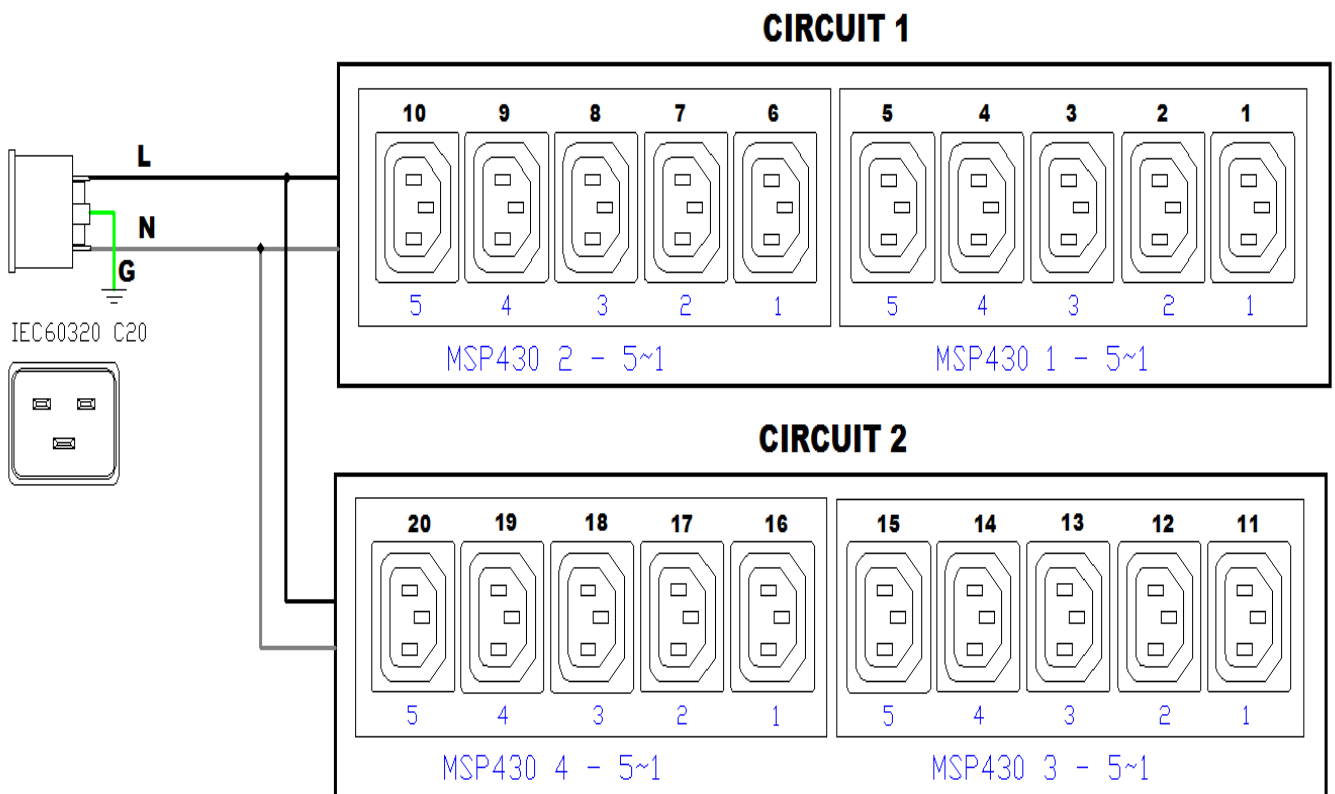 CIRCUIT 1
10 9 8 7 6 5 4 3 2 1
L
N
G
5 4 3 2 1 5 4 3 2 1
IEC60320 C20
MSP430 2 - 5~1 MSP430 1 - 5~1
CIRCUIT 2
20 19 18 17 16 15 14 13 12 11
5 4 3 2 1 5 4 3 2 1
MSP430 4 - 5~1 MSP430 3 - 5~1